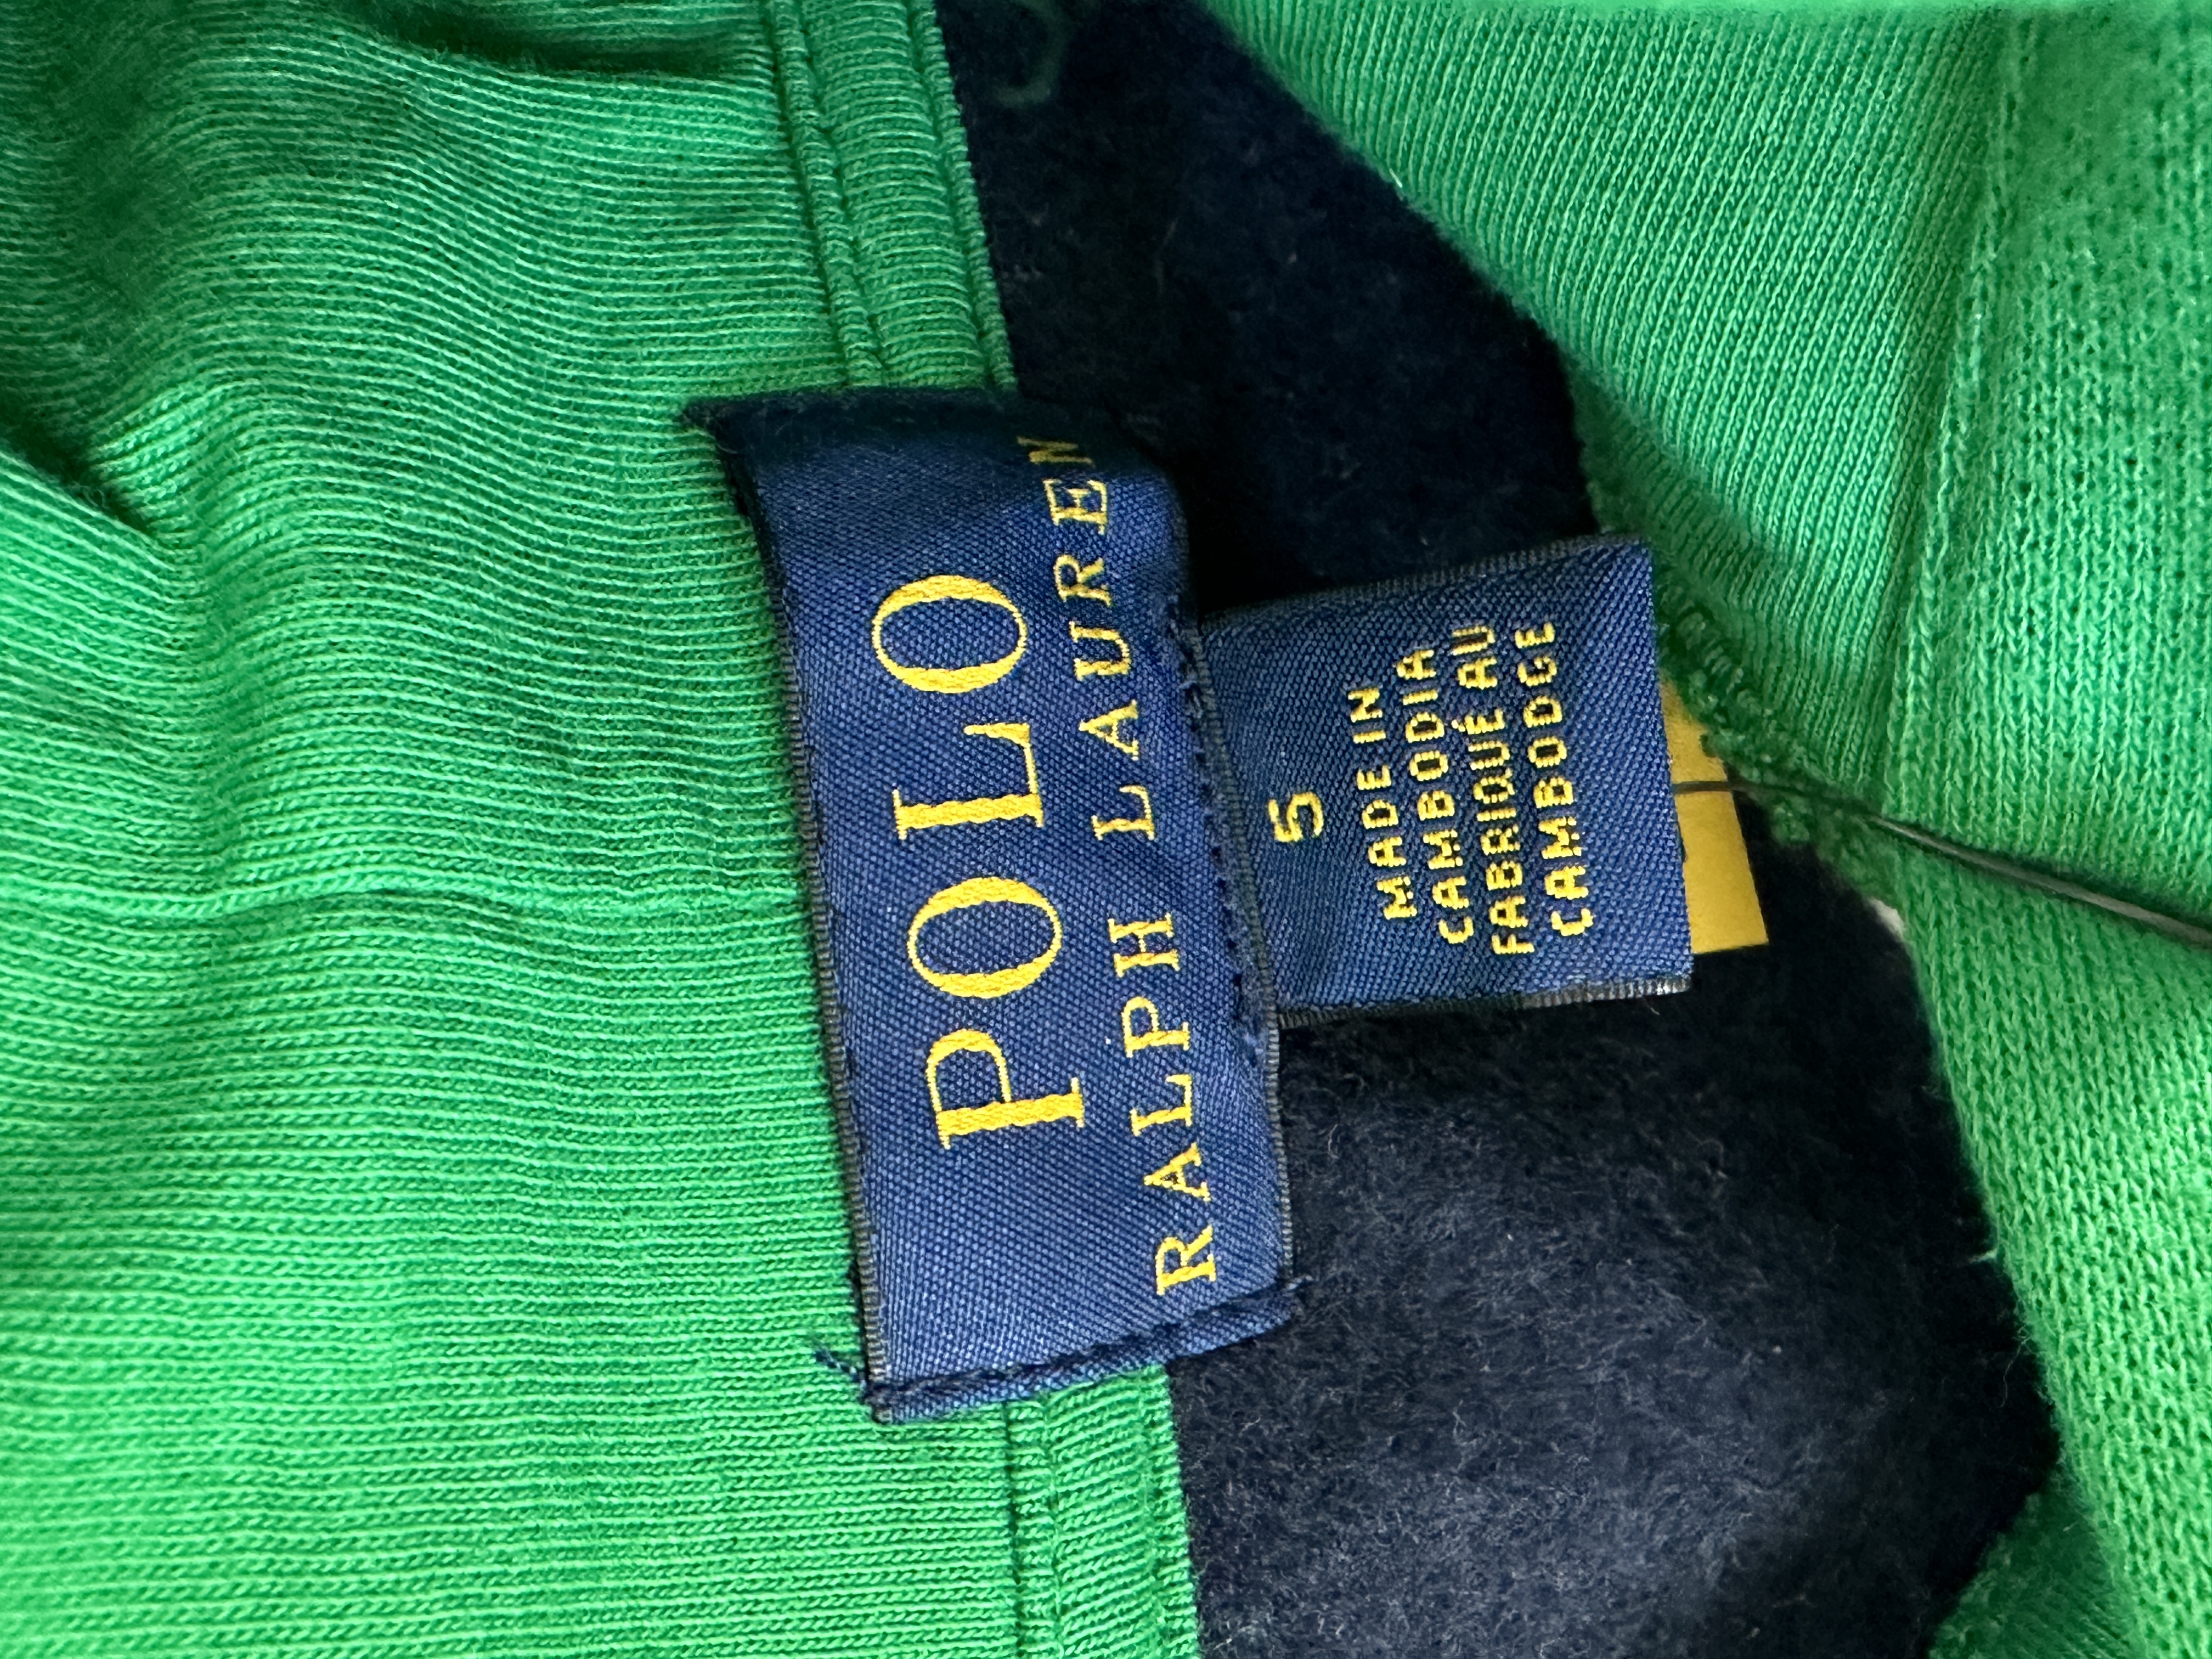 POLO
RALPH LAUREN
5
MADE IN
CAMBODIA
FABRIQUÉ AU
CAMBODGE